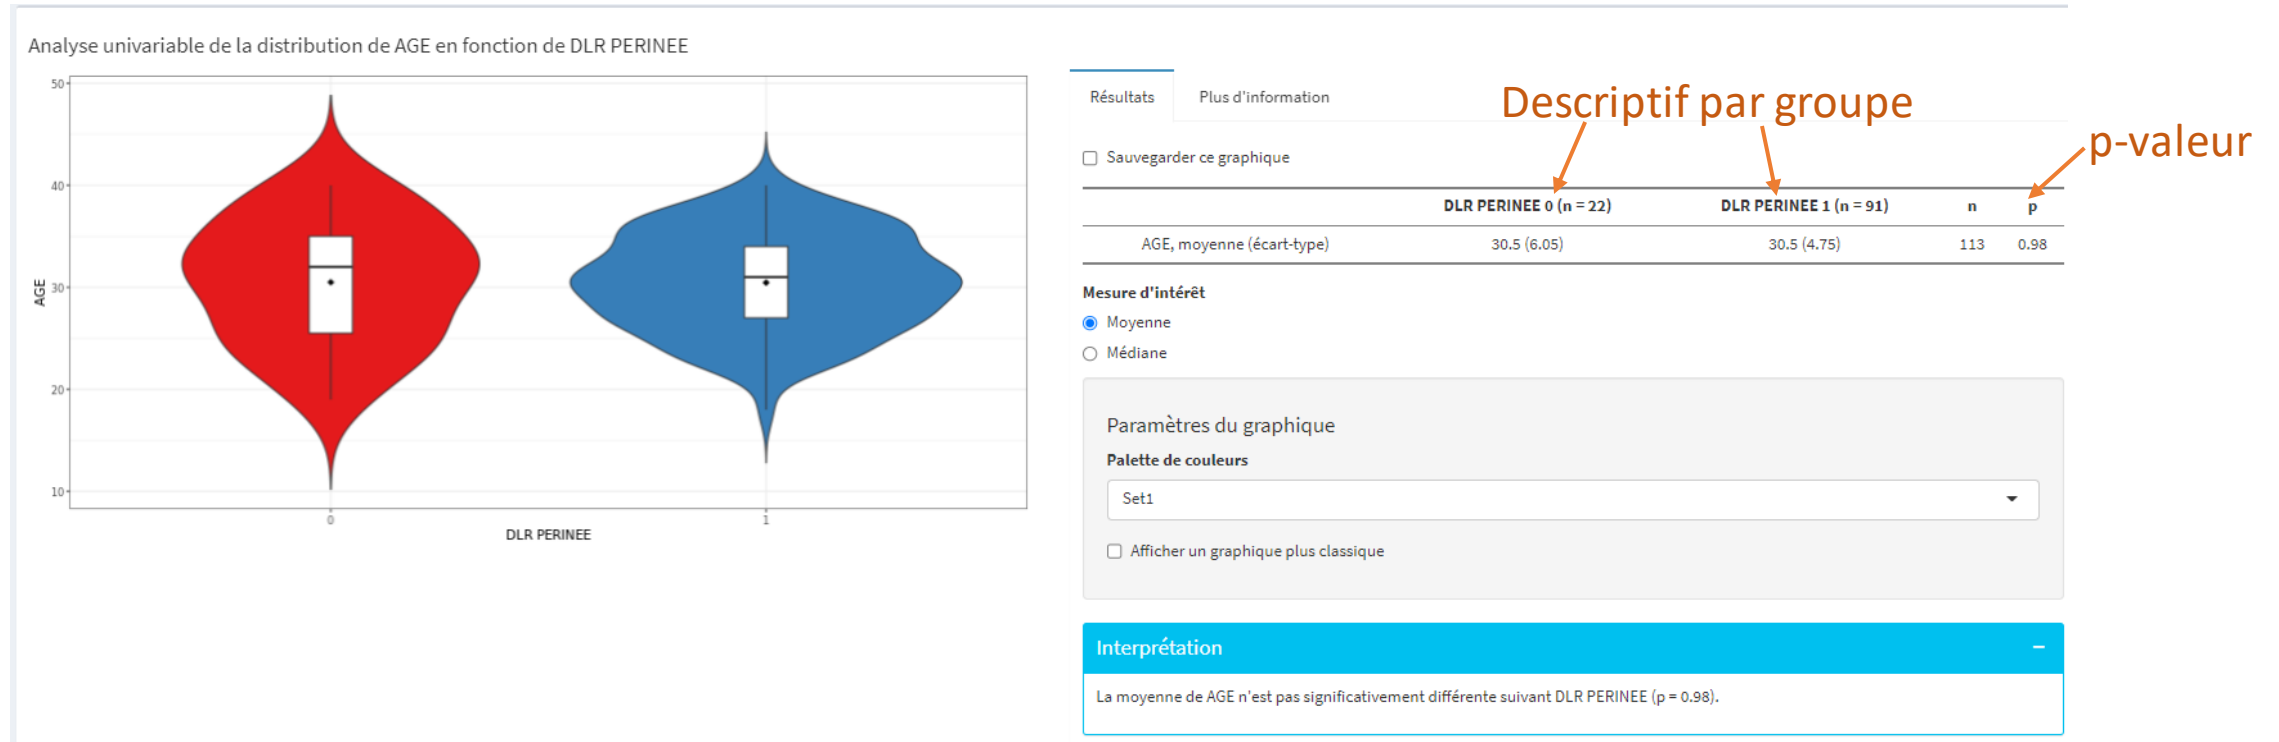 Analyse univariable de la distribution de AGE en fonction de DLR PERINEE
50
40
30
20
10
AGE
0
1
DLR PERINEE
Résultats
Plus d'information
Descriptif par groupe
p-valeur
Sauvegarder ce graphique
DLR PERINEE 0 (n = 22) DLR PERINEE 1 (n = 91) n p
AGE, moyenne (écart-type) 30.5 (6.05) 30.5 (4.75) 113 0.98
Mesure d'intérêt
Moyenne
Médiane
Paramètres du graphique
Palette de couleurs
Set1
Afficher un graphique plus classique
Interprétation
La moyenne de AGE n'est pas significativement différente suivant DLR PERINEE (p = 0.98).